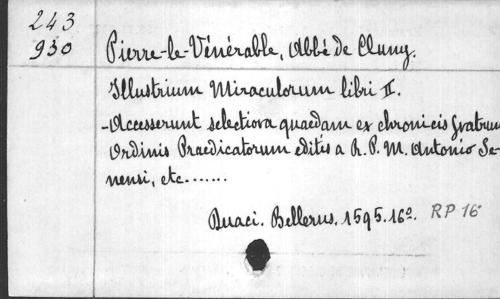 243
930
Pierre-le-Vénérable, Abbé de Cluny.
Illustrium Miraculorum libri II.
-Accesserunt selectiora quaedam ex chronicis fratrum
Ordinis Praedicatorum editis a R. P. M. Antonio Se-
nensi, etc.......
Duaci. Bellerus. 1595. 16º. RP 16